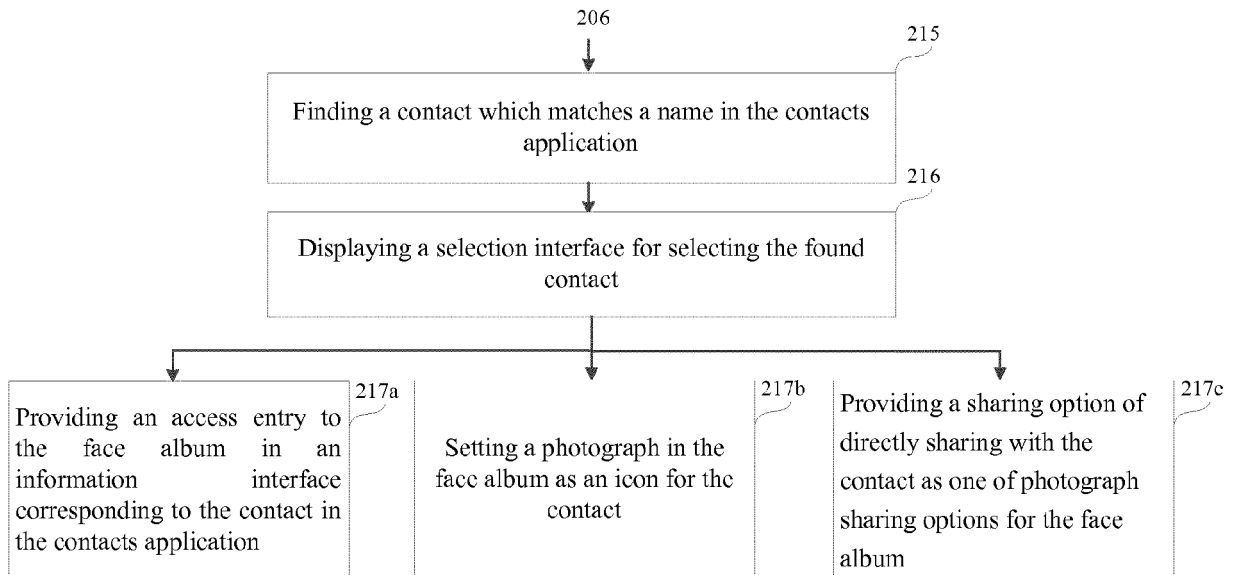 206
215
Finding a contact which matches a name in the contacts
application
216
Displaying a selection interface for selecting the found
contact
217a
Providing an access entry to
the face album in an
information interface
corresponding to the contact in
the contacts application
217b
Setting a photograph in the
face album as an icon for the
contact
217c
Providing a sharing option of
directly sharing with the
contact as one of photograph
sharing options for the face
album